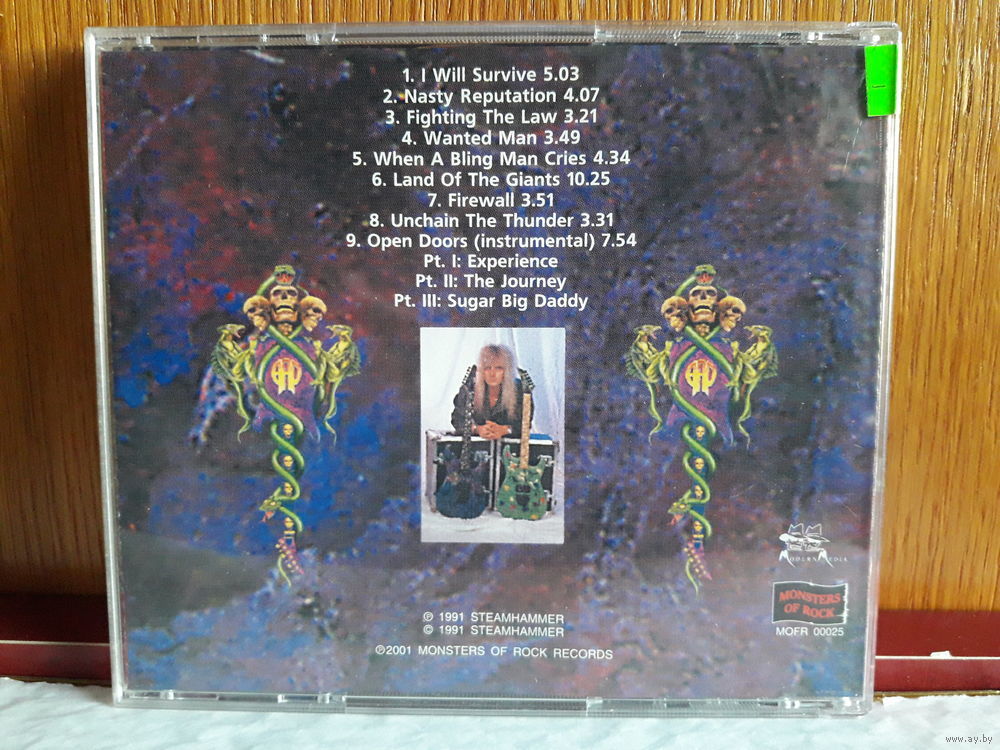 1. I Will Survive 5.03
2. Nasty Reputation 4.07
3. Fighting The Law 3.21
4. Wanted Man 3.49
5. When A Bling Man Cries 4.34
6. Land Of The Giants 10.25
7. Firewall 3.51
8. Unchain The Thunder 3.31
9. Open Doors (instrumental) 7.54
Pt. I: Experience
Pt. II: The Journey
Pt. III: Sugar Big Daddy
℗ 1991 STEAMHAMMER
© 1991 STEAMHAMMER
℗2001 MONSTERS OF ROCK RECORDS
MONSTERS
OF ROCK
MOFR 00025
www.ay.by